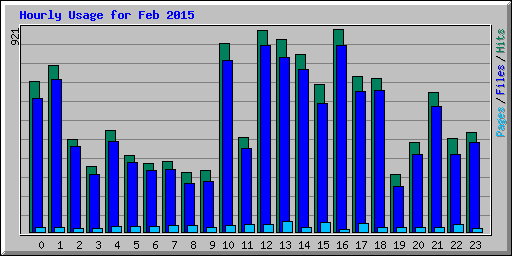 Hourly Usage for Feb 2015
921
Pages/Files/Hits
0 1 2 3 4 5 6 7 8 9 10 11 12 13 14 15 16 17 18 19 20 21 22 23